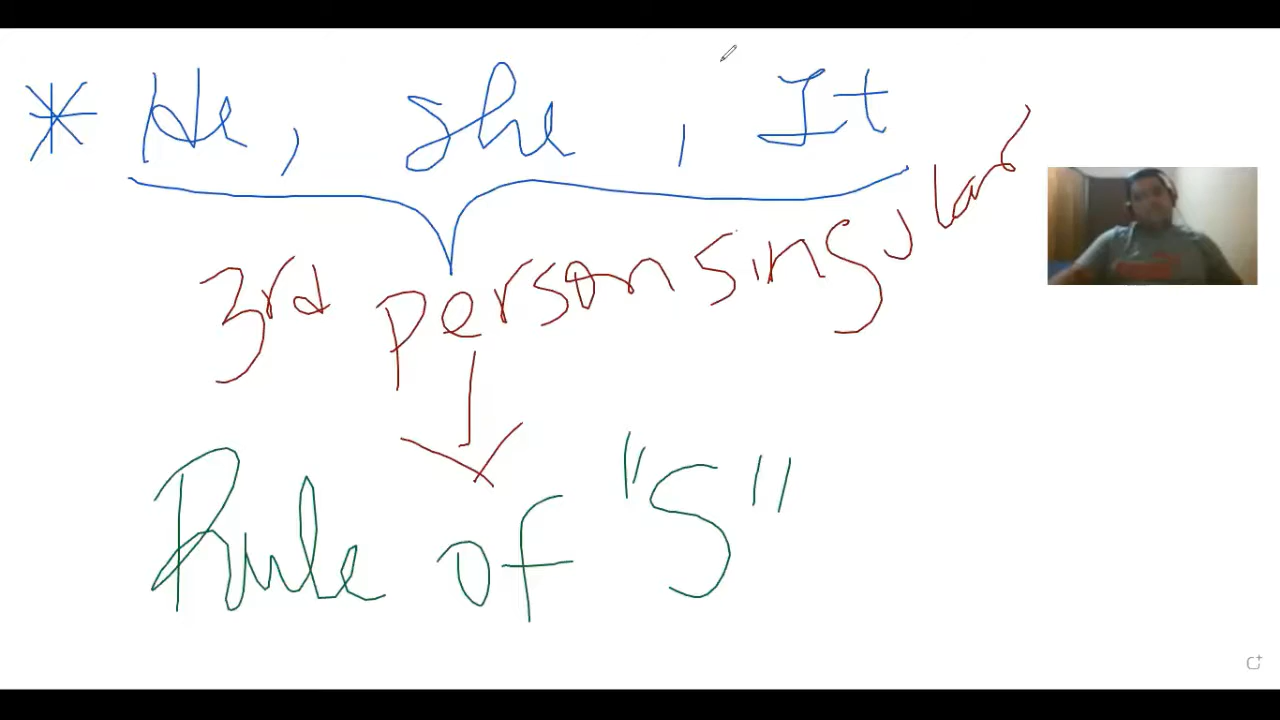 * He, She, It
3rd person singular
Rule of "S"